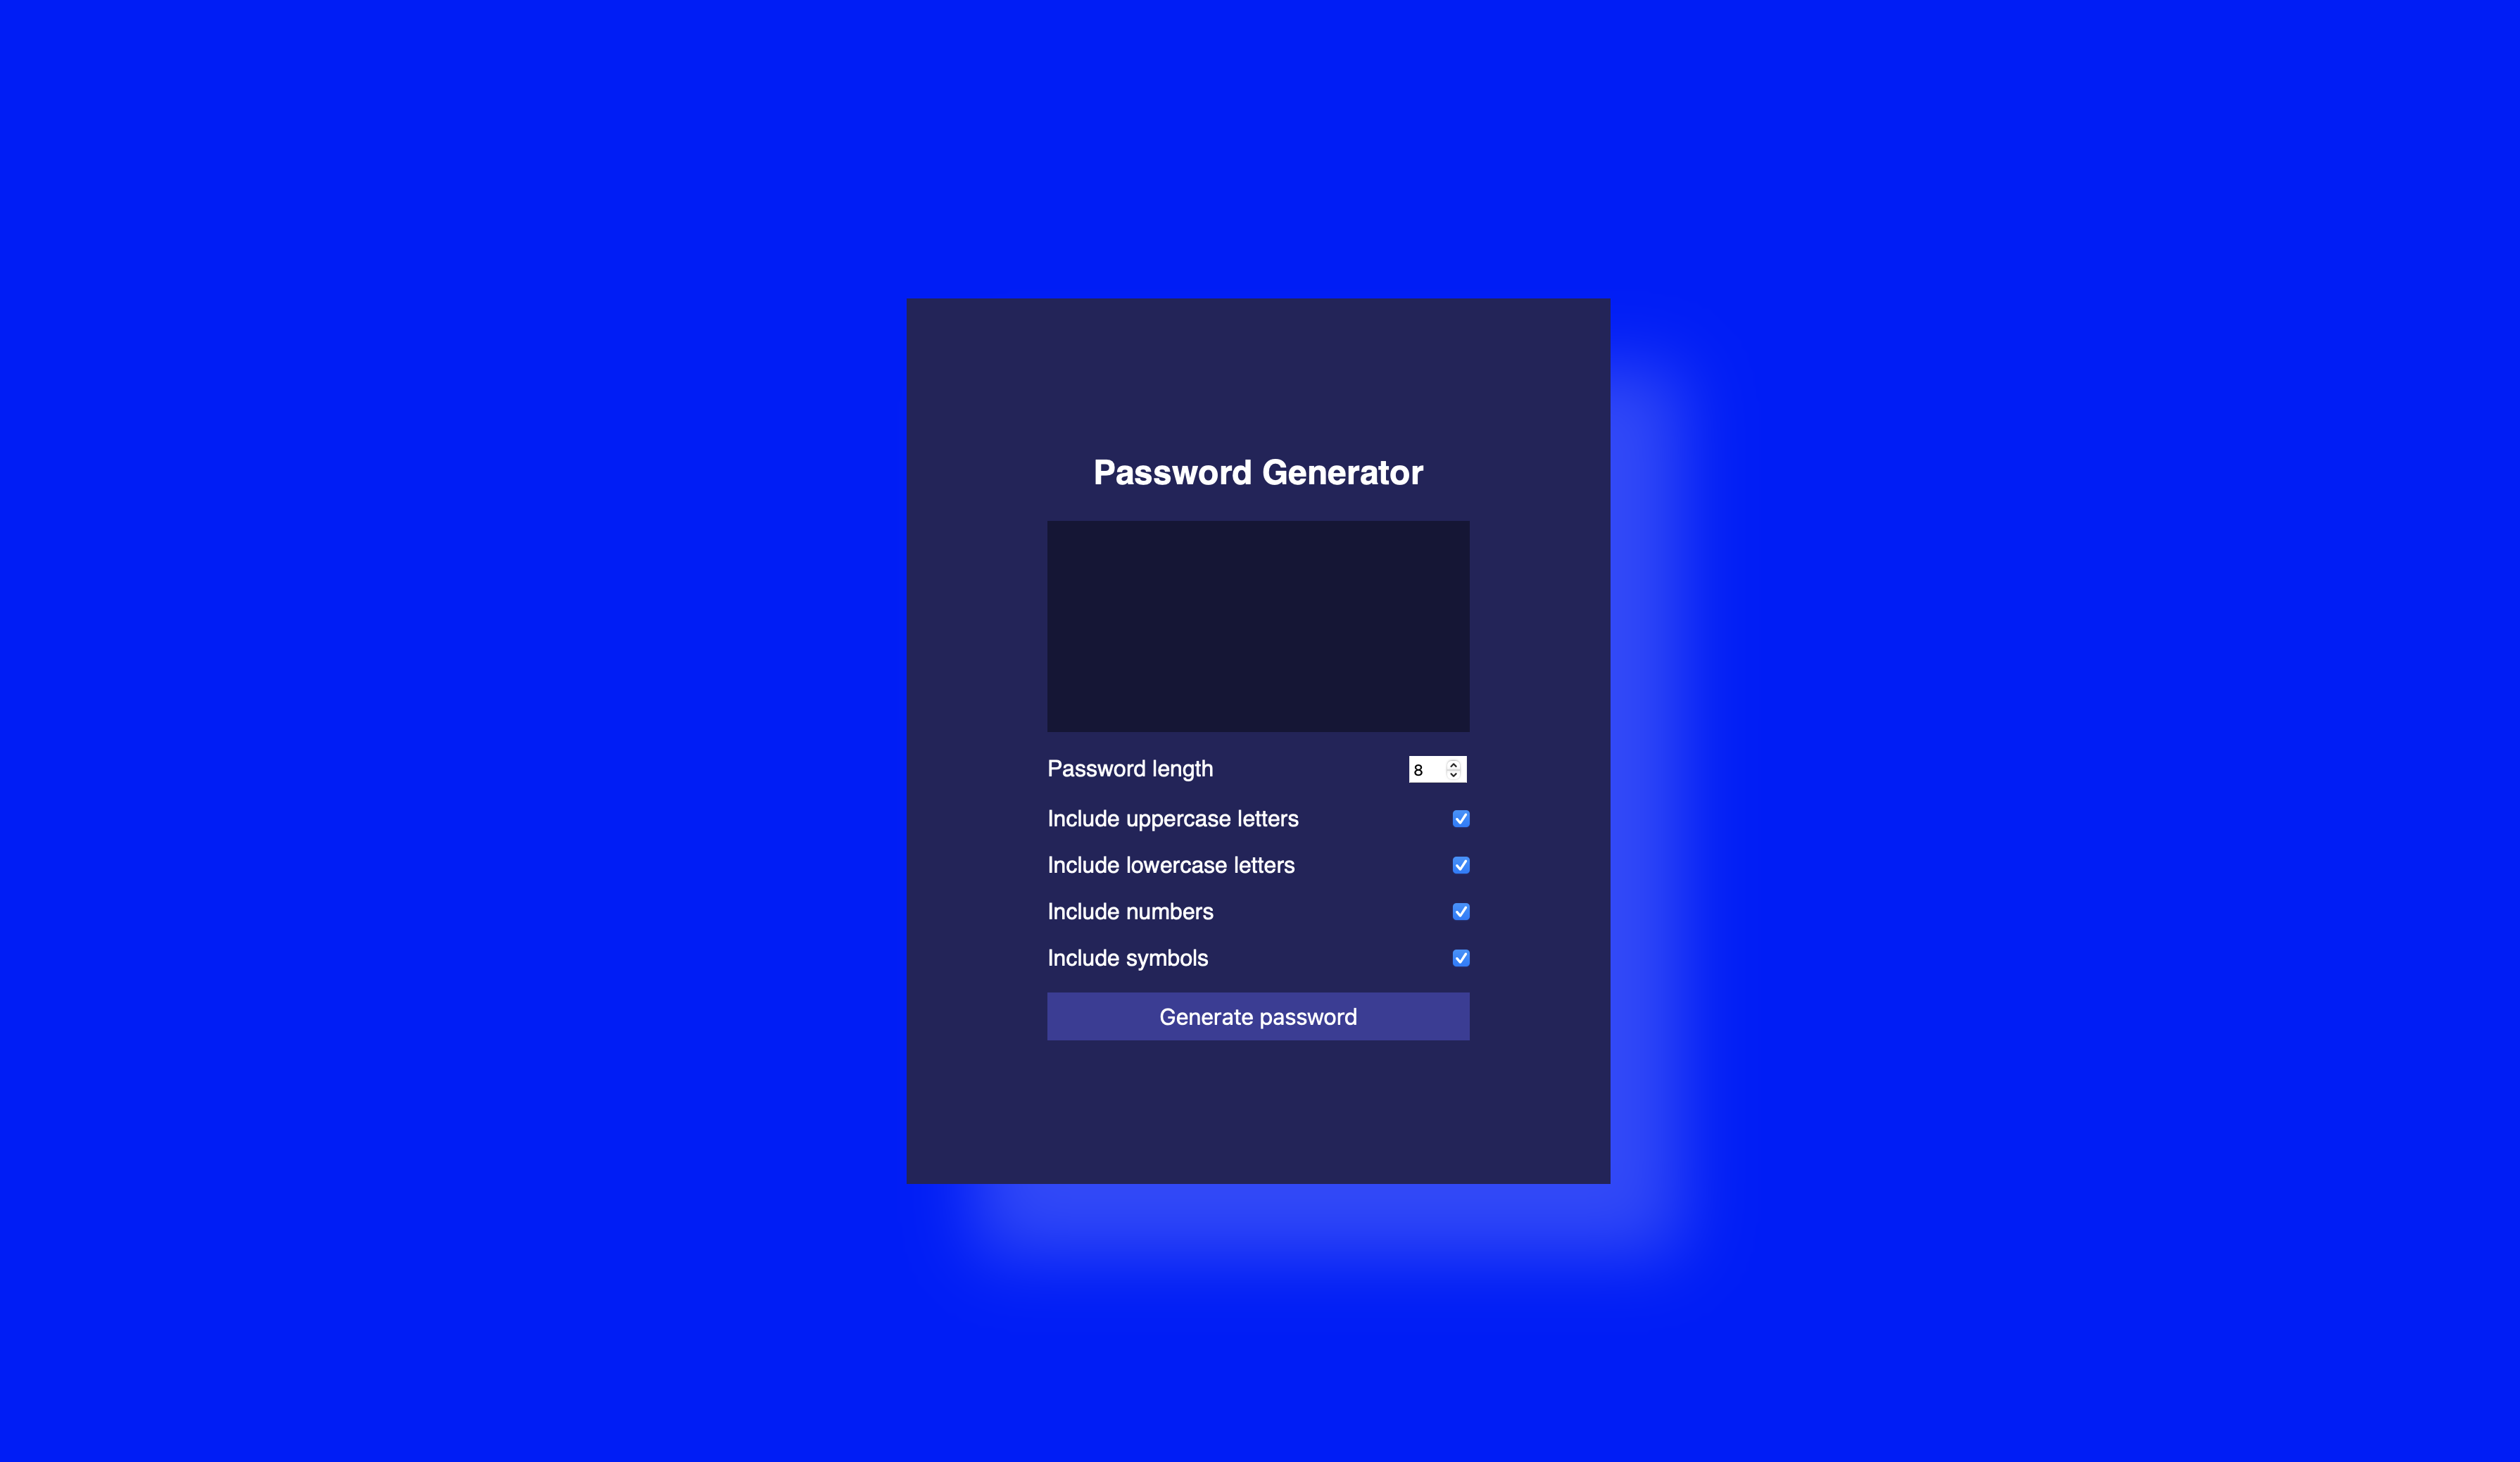 Password Generator
Password length 8
Include uppercase letters
Include lowercase letters
Include numbers
Include symbols
Generate password